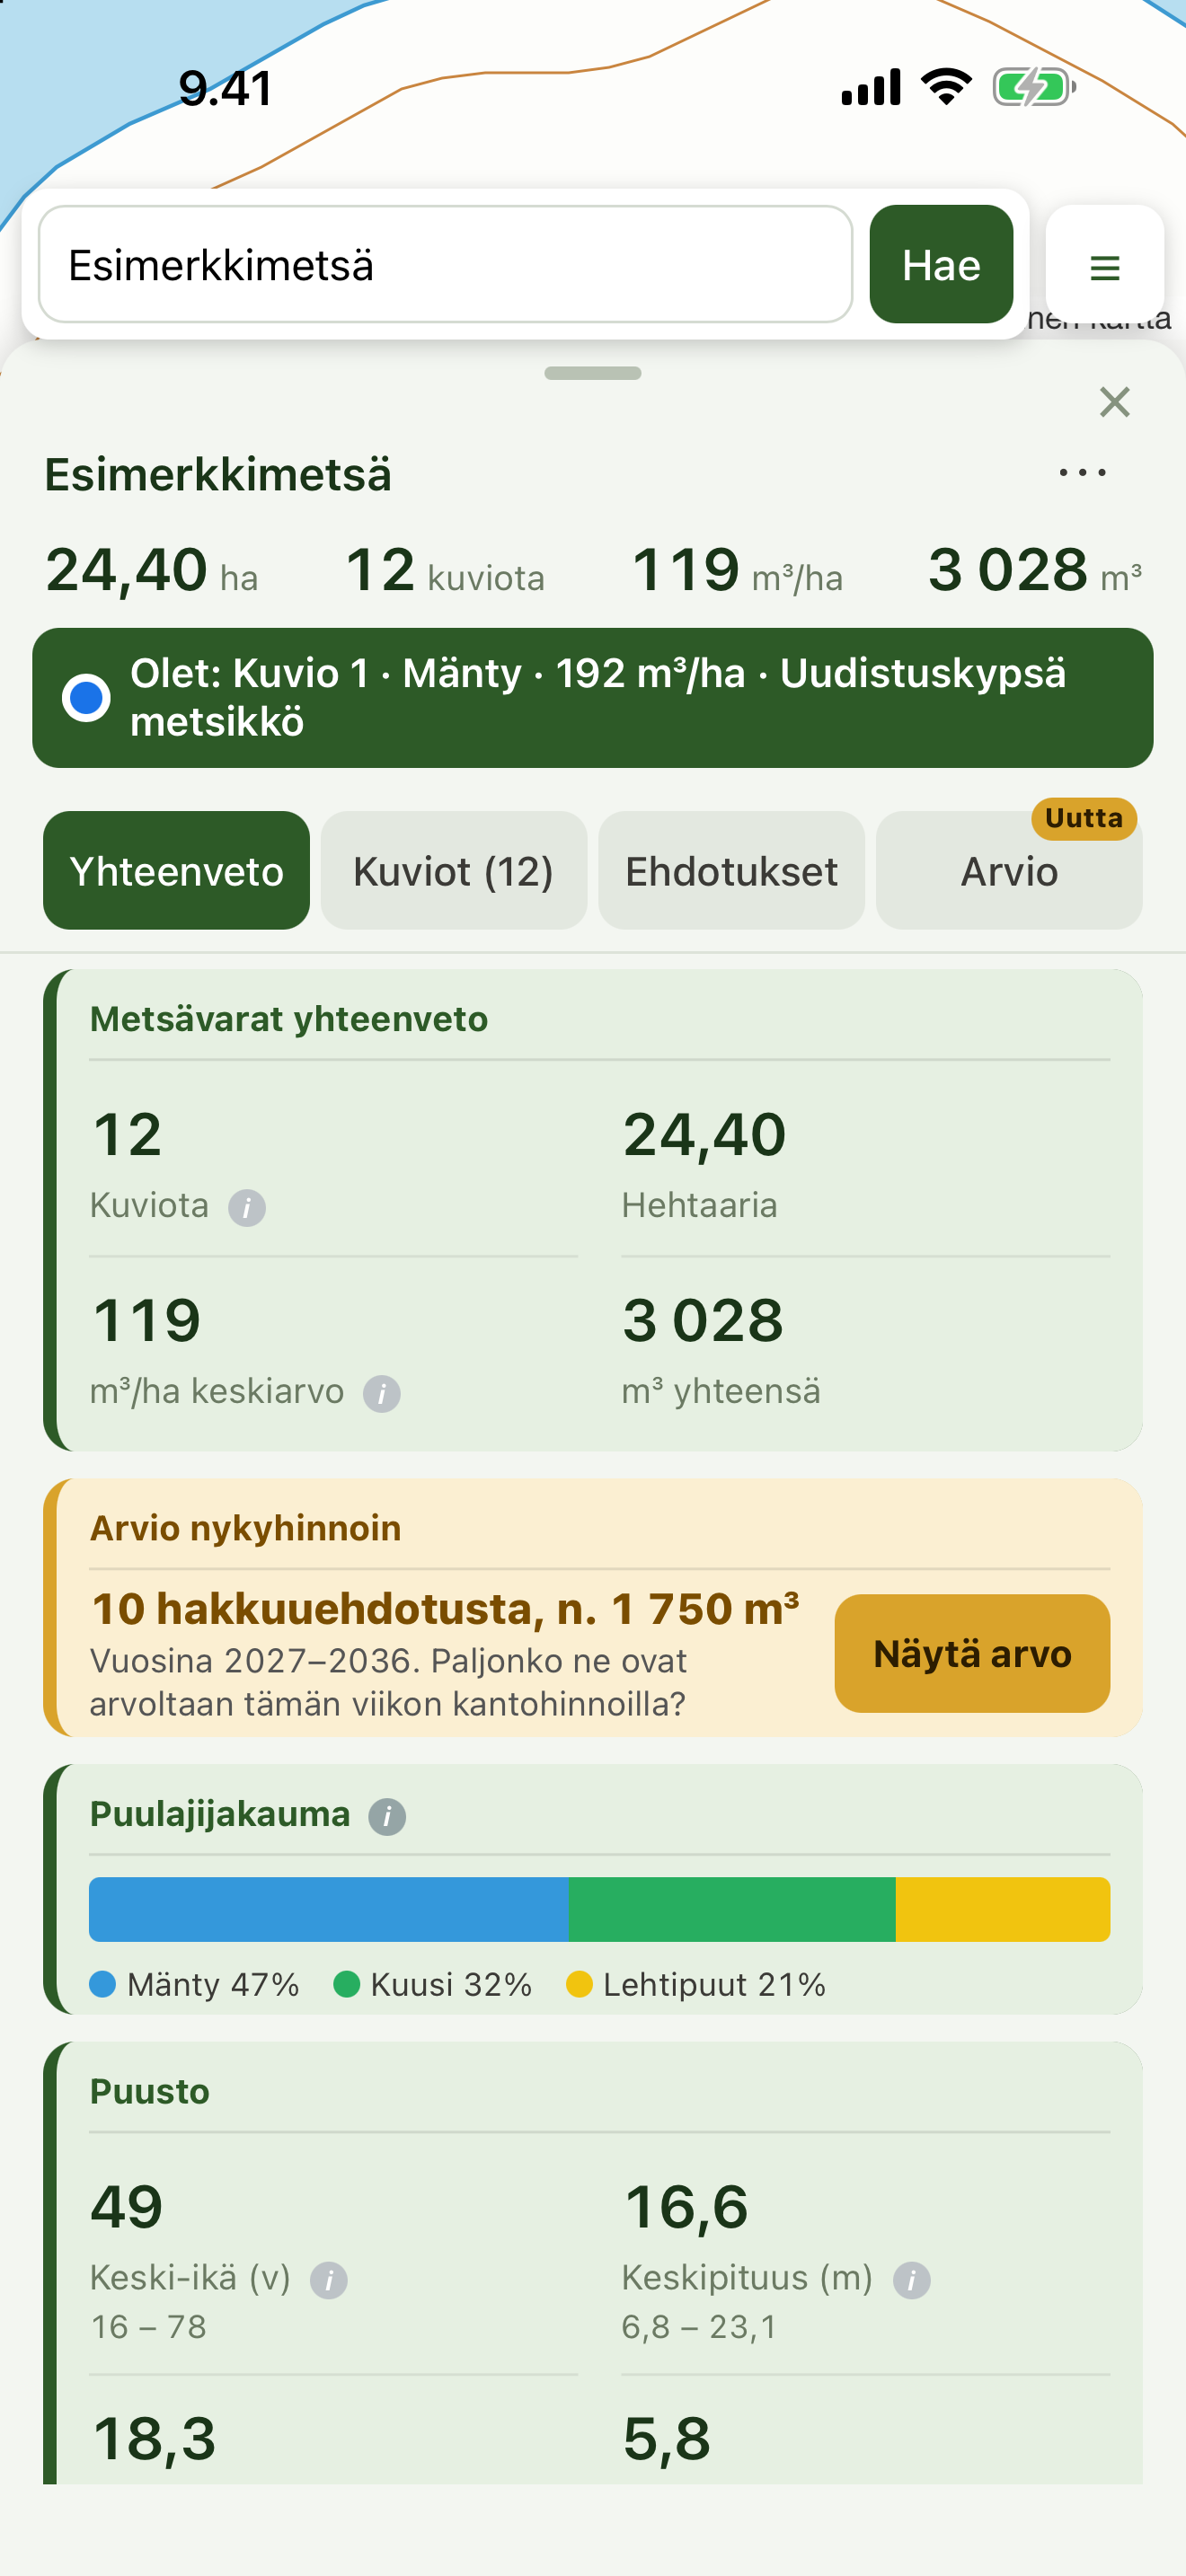 9.41
Esimerkkimetsä
Hae
Esimerkkimetsä
24,40 ha
12 kuviota
119 m³/ha
3 028 m³
Olet: Kuvio 1 · Mänty · 192 m³/ha · Uudistuskypsä
metsikkö
Uutta
Yhteenveto
Kuviot (12)
Ehdotukset
Arvio
Metsävarat yhteenveto
12
24,40
Kuviota i
Hehtaaria
119
3 028
m³/ha keskiarvo i
m³ yhteensä
Arvio nykyhinnoin
10 hakkuuehdotusta, n. 1 750 m³
Vuosina 2027–2036. Paljonko ne ovat
arvoltaan tämän viikon kantohinnoilla?
Näytä arvo
Puulajijakauma i
Mänty 47% Kuusi 32% Lehtipuut 21%
Puusto
49
16,6
Keski-ikä (v) i
Keskipituus (m) i
16 – 78
6,8 – 23,1
18,3
5,8